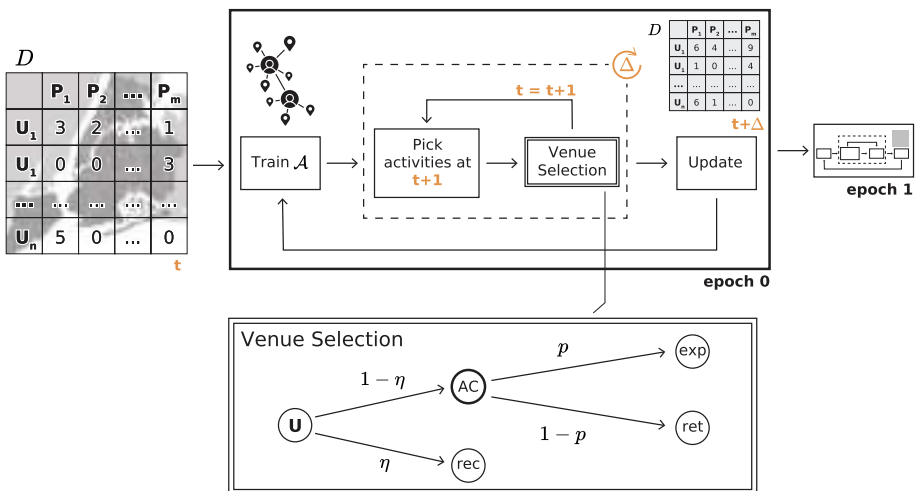 D
P1 P2 ... Pm
U1 3 2 ... 1
U1 0 0 ... 3
... ... ... ... ...
Un 5 0 ... 0
t
D
P1 P2 ... Pm
U1 6 4 ... 9
U1 1 0 ... 4
... ... ... ... ...
Un 6 1 ... 0
t+Δ
Δ
t = t+1
Train 𝒜
Pick
activities at
t+1
Venue
Selection
Update
epoch 0
epoch 1
Venue Selection
U
1 − η
η
AC
rec
p
1 − p
exp
ret